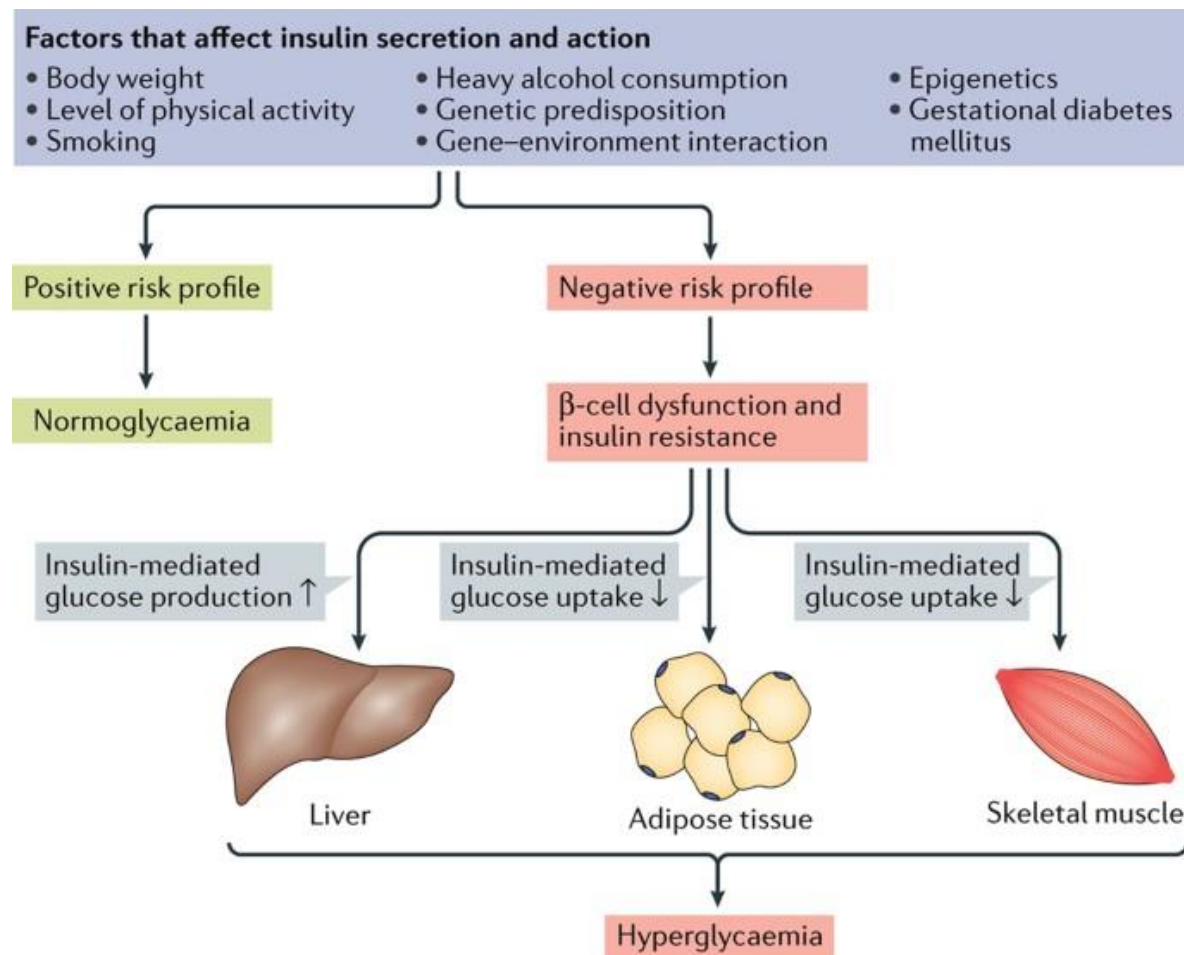 Factors that affect insulin secretion and action
• Body weight
• Level of physical activity
• Smoking
• Heavy alcohol consumption
• Genetic predisposition
• Gene–environment interaction
• Epigenetics
• Gestational diabetes
mellitus
Positive risk profile
Negative risk profile
Normoglycaemia
β-cell dysfunction and
insulin resistance
Insulin-mediated
glucose production ↑
Insulin-mediated
glucose uptake ↓
Insulin-mediated
glucose uptake ↓
Liver
Adipose tissue
Skeletal muscle
Hyperglycaemia